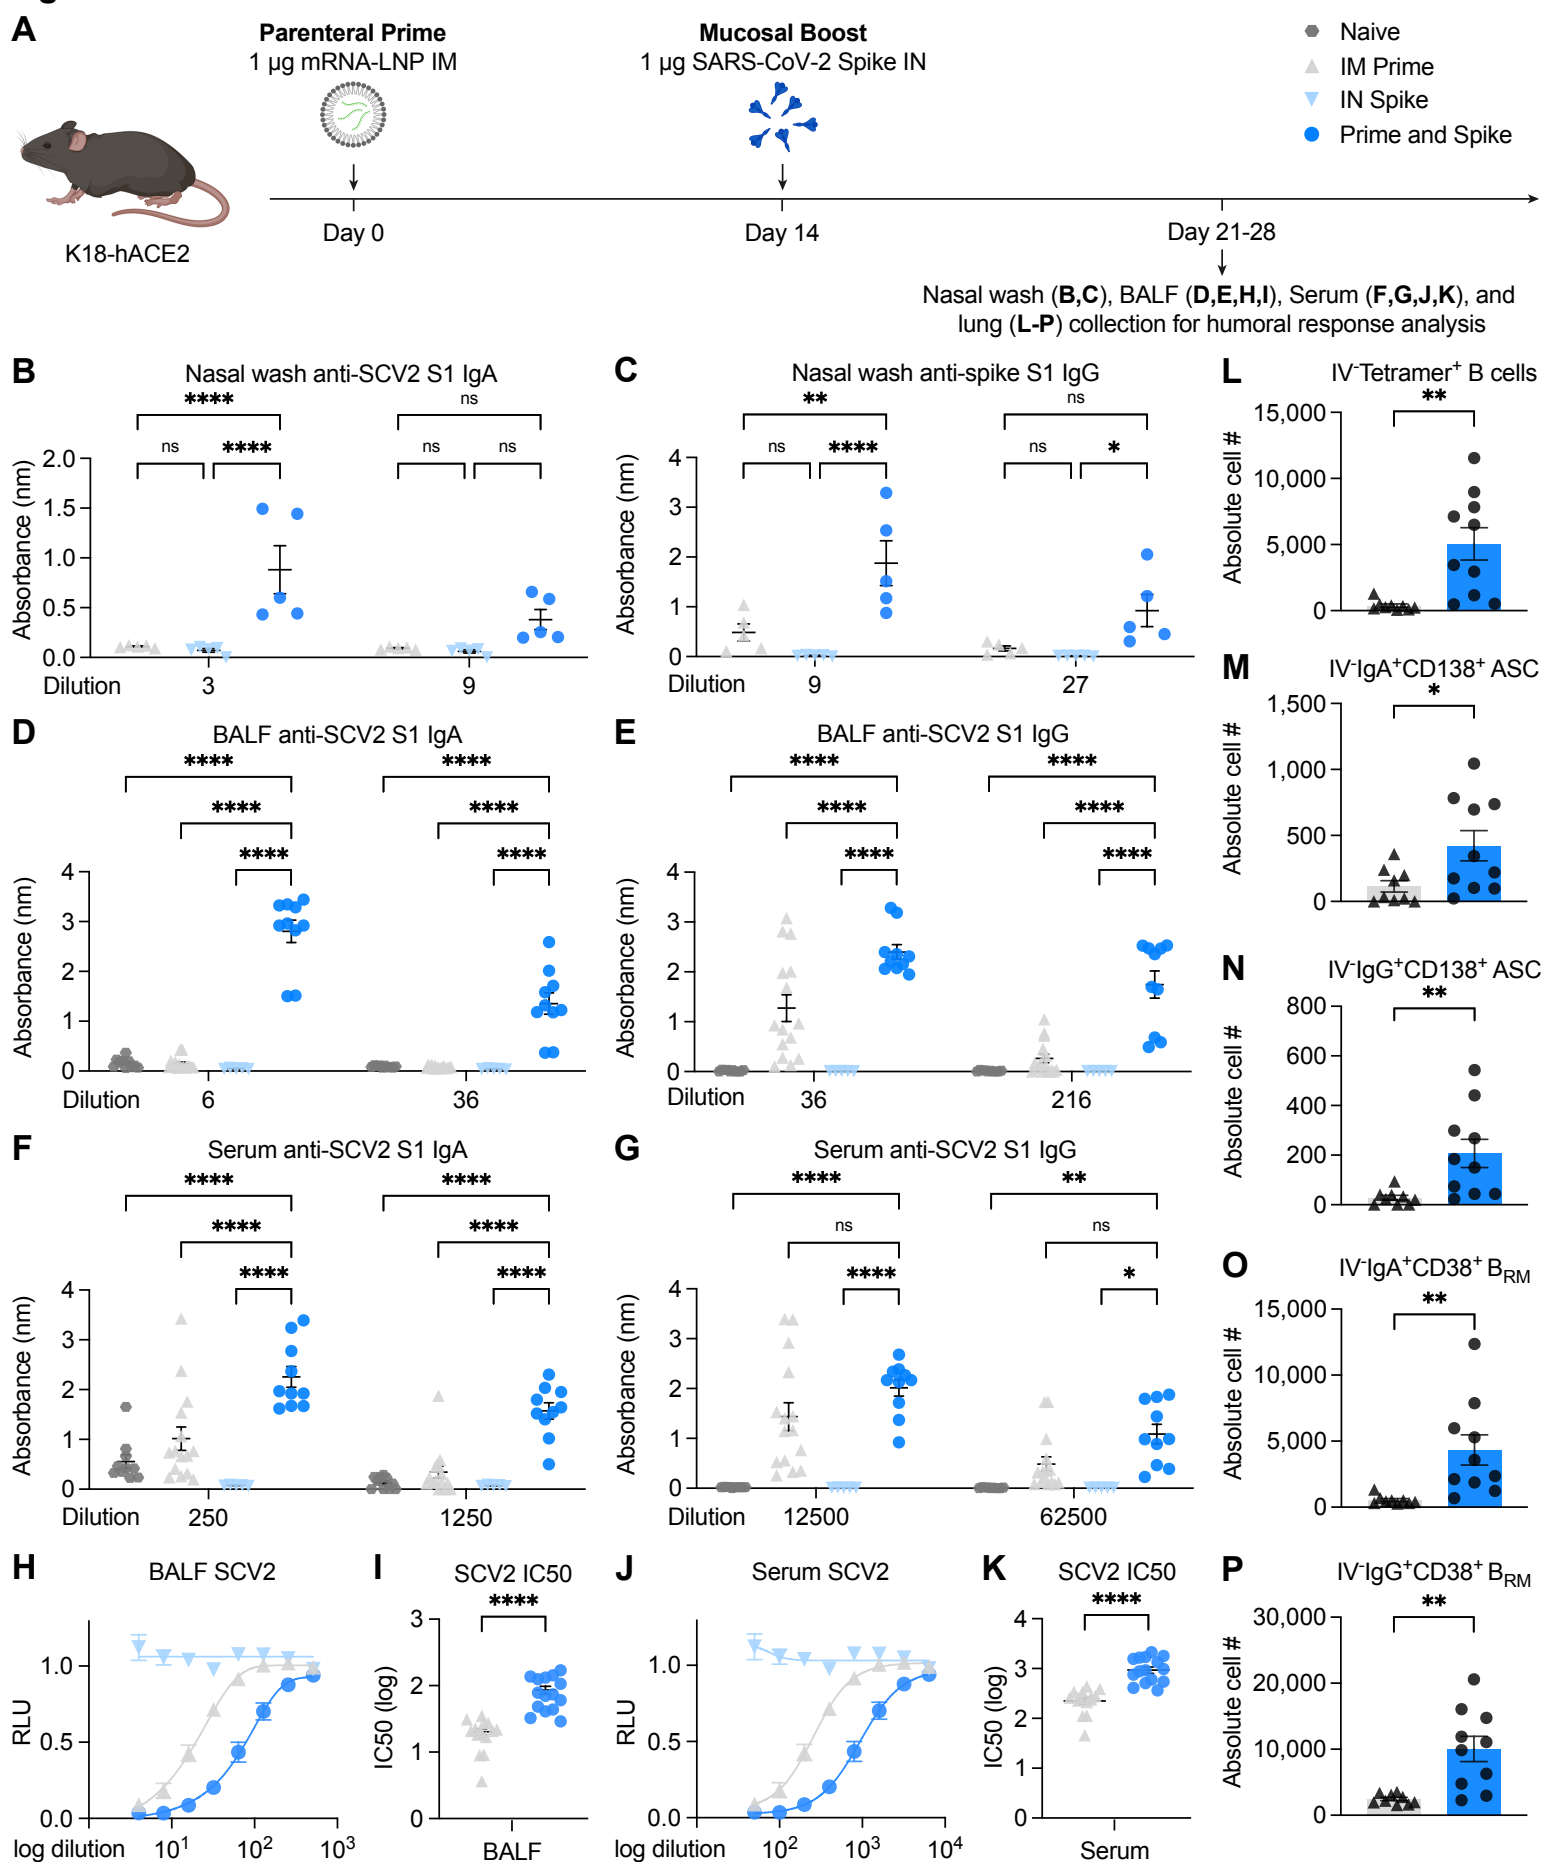 A
Parenteral Prime
1 µg mRNA-LNP IM
Mucosal Boost
1 µg SARS-CoV-2 Spike IN
Naive
IM Prime
IN Spike
Prime and Spike
K18-hACE2
Day 0
Day 14
Day 21-28
Nasal wash (B,C), BALF (D,E,H,I), Serum (F,G,J,K), and
lung (L-P) collection for humoral response analysis
B
Nasal wash anti-SCV2 S1 IgA
**** ns
ns **** ns ns
Absorbance (nm)
2.0
1.5
1.0
0.5
0.0
Dilution 3 9
C
Nasal wash anti-spike S1 IgG
** ns
ns **** ns *
Absorbance (nm)
4
3
2
1
0
Dilution 9 27
D
BALF anti-SCV2 S1 IgA
**** ****
**** ****
**** ****
Absorbance (nm)
4
3
2
1
0
Dilution 6 36
E
BALF anti-SCV2 S1 IgG
**** ****
**** ****
**** ****
Absorbance (nm)
4
3
2
1
0
Dilution 36 216
F
Serum anti-SCV2 S1 IgA
**** ****
**** ****
**** ****
Absorbance (nm)
4
3
2
1
0
Dilution 250 1250
G
Serum anti-SCV2 S1 IgG
**** **
ns ns
**** *
Absorbance (nm)
4
3
2
1
0
Dilution 12500 62500
H
BALF SCV2
RLU
1.0
0.5
0.0
log dilution 10¹ 10² 10³
I
SCV2 IC50
****
IC50 (log)
3
2
1
0
BALF
J
Serum SCV2
RLU
1.0
0.5
0.0
log dilution 10² 10³ 10⁴
K
SCV2 IC50
****
IC50 (log)
4
3
2
1
0
Serum
L
IV⁻Tetramer⁺ B cells
**
Absolute cell #
15,000
10,000
5,000
0
M
IV⁻IgA⁺CD138⁺ ASC
*
Absolute cell #
1,500
1,000
500
0
N
IV⁻IgG⁺CD138⁺ ASC
**
Absolute cell #
800
600
400
200
0
O
IV⁻IgA⁺CD38⁺ B_RM
**
Absolute cell #
15,000
10,000
5,000
0
P
IV⁻IgG⁺CD38⁺ B_RM
**
Absolute cell #
30,000
20,000
10,000
0